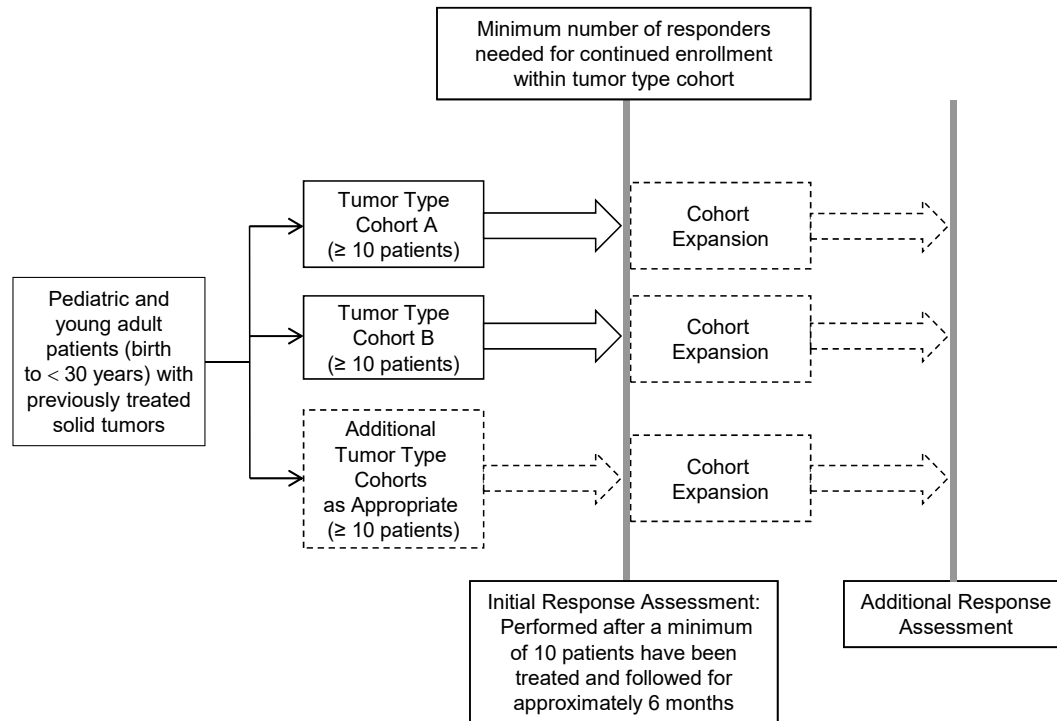 Minimum number of responders
needed for continued enrollment
within tumor type cohort
Tumor Type
Cohort A
(≥ 10 patients)
Cohort
Expansion
Pediatric and
young adult
patients (birth
to < 30 years) with
previously treated
solid tumors
Tumor Type
Cohort B
(≥ 10 patients)
Cohort
Expansion
Additional
Tumor Type
Cohorts
as Appropriate
(≥ 10 patients)
Cohort
Expansion
Initial Response Assessment:
Performed after a minimum
of 10 patients have been
treated and followed for
approximately 6 months
Additional Response
Assessment